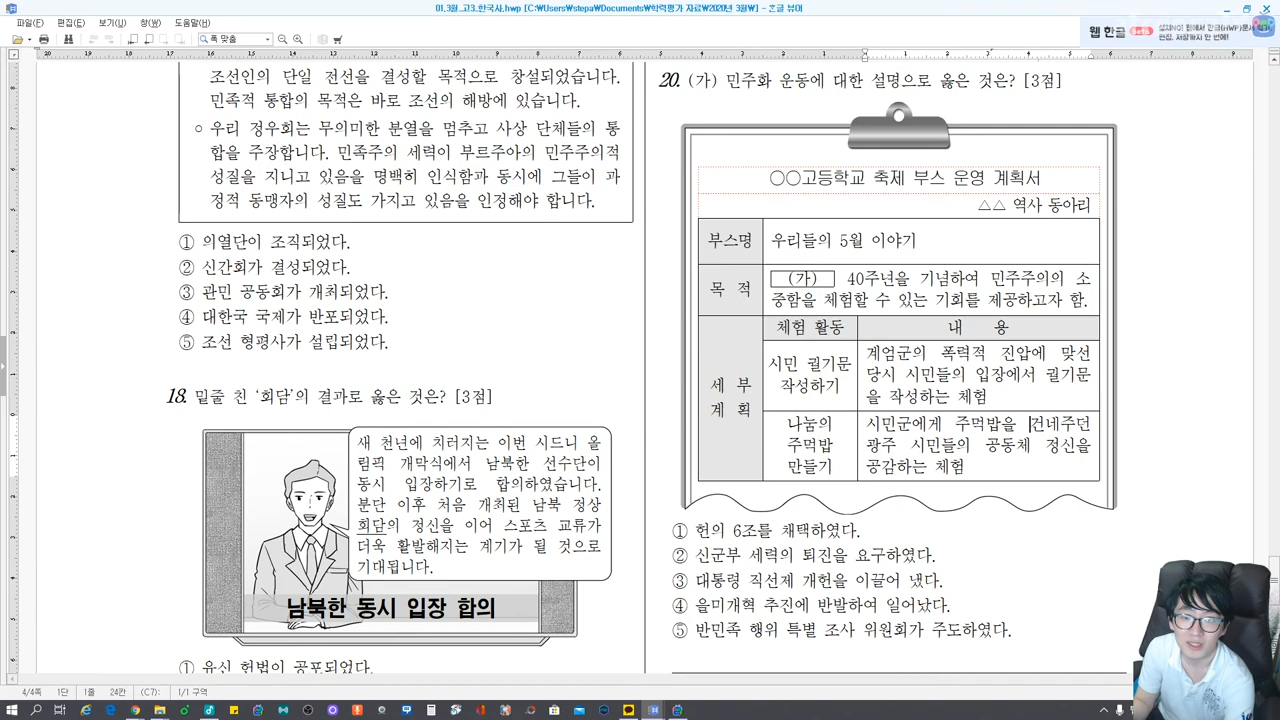 01.3월_고3_한국사.hwp [C:₩Users₩stepa₩Documents₩학력평가 자료₩2020년 3월₩] - 흔글 뷰어
파일(F) 편집(E) 보기(U) 창(W) 도움말(H)
폭 맞춤
웹 한글 Beta
조선인의 단일 전선을 결성할 목적으로 창설되었습니다.
민족적 통합의 목적은 바로 조선의 해방에 있습니다.
○ 우리 정우회는 무의미한 분열을 멈추고 사상 단체들의 통
합을 주장합니다. 민족주의 세력이 부르주아의 민주주의적
성질을 지니고 있음을 명백히 인식함과 동시에 그들이 과
정적 동맹자의 성질도 가지고 있음을 인정해야 합니다.
① 의열단이 조직되었다.
② 신간회가 결성되었다.
③ 관민 공동회가 개최되었다.
④ 대한국 국제가 반포되었다.
⑤ 조선 형평사가 설립되었다.
18. 밑줄 친 ‘회담’의 결과로 옳은 것은? [3점]
새 천년에 치러지는 이번 시드니 올
림픽 개막식에서 남북한 선수단이
동시 입장하기로 합의하였습니다.
분단 이후 처음 개최된 남북 정상
회담의 정신을 이어 스포츠 교류가
더욱 활발해지는 계기가 될 것으로
기대됩니다.
남북한 동시 입장 합의
① 유신 헌법이 공포되었다.
20. (가) 민주화 운동에 대한 설명으로 옳은 것은? [3점]
○○고등학교 축제 부스 운영 계획서
△△ 역사 동아리
부스명 우리들의 5월 이야기
목 적 (가) 40주년을 기념하여 민주주의의 소
중함을 체험할 수 있는 기회를 제공하고자 함.
세 부 계 획
체험 활동 내 용
시민 궐기문
작성하기
계엄군의 폭력적 진압에 맞선
당시 시민들의 입장에서 궐기문
을 작성하는 체험
나눔의
주먹밥
만들기
시민군에게 주먹밥을 건네주던
광주 시민들의 공동체 정신을
공감하는 체험
① 헌의 6조를 채택하였다.
② 신군부 세력의 퇴진을 요구하였다.
③ 대통령 직선제 개헌을 이끌어 냈다.
④ 을미개혁 추진에 반발하여 일어났다.
⑤ 반민족 행위 특별 조사 위원회가 주도하였다.
4/4쪽 1단 1줄 24칸 (C7): 1/1 구역